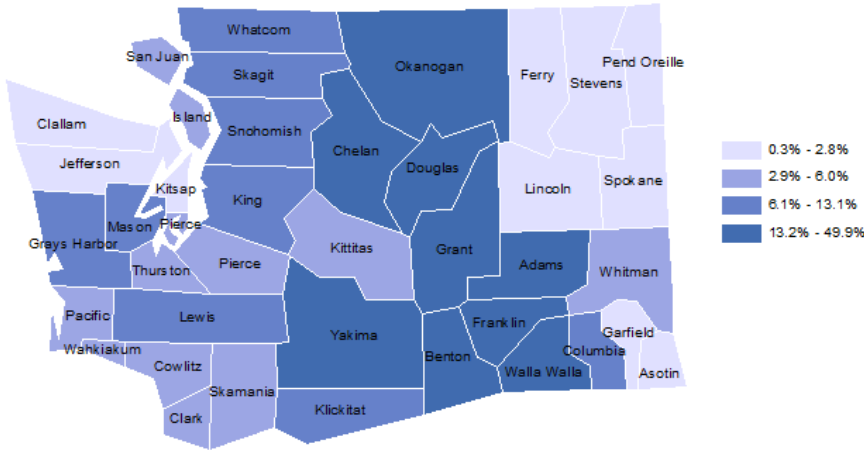 Whatcom
San Juan
Okanogan
Ferry
Pend Oreille
Skagit
Stevens
Island
Clallam
Snohomish
0.3% - 2.8%
Chelan
Jefferson
Douglas
2.9% - 6.0%
Kitsap
Lincoln
Spokane
King
6.1% - 13.1%
Mason
Pierce
Grays Harbor
13.2% - 49.9%
Kittitas
Grant
Pierce
Adams
Thurston
Whitman
Pacific
Lewis
Franklin
Yakima
Garfield
Wahkiakum
Columbia
Benton
Cowlitz
Walla Walla
Asotin
Skamania
Klickitat
Clark